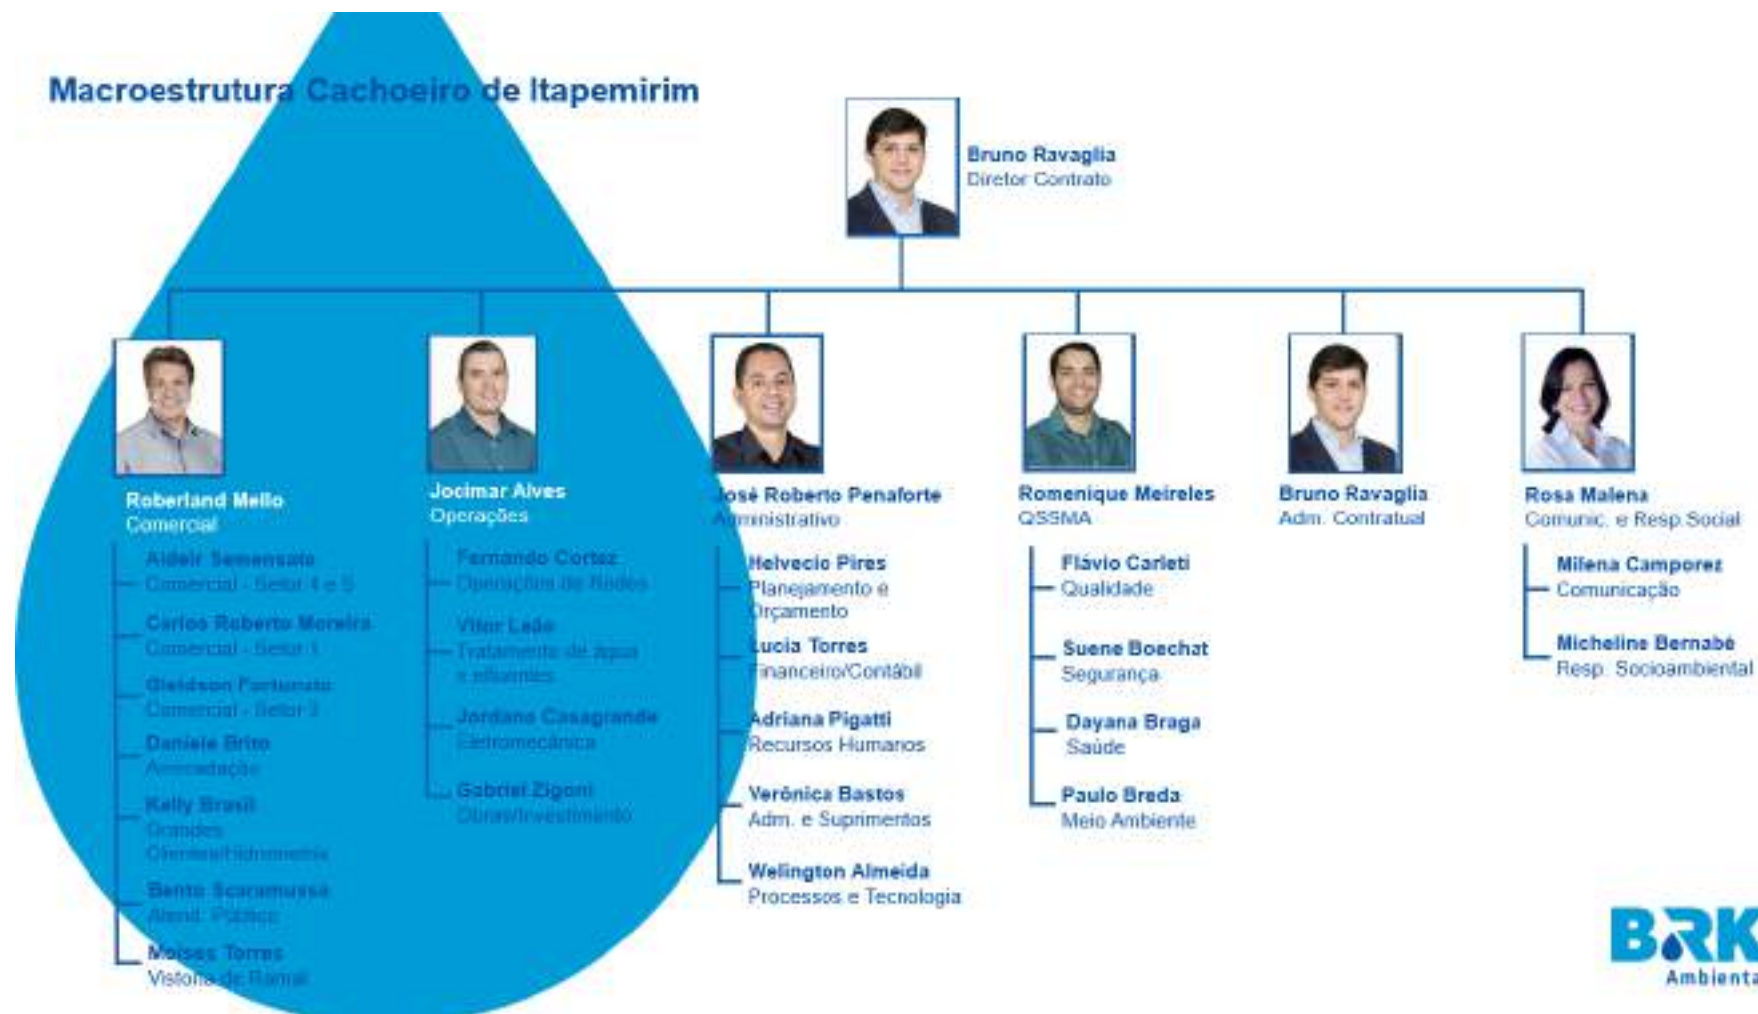 Macroestrutura Cachoeiro de Itapemirim
Bruno Ravaglia
Diretor Contrato
Roberland Mello
Comercial
Aldeir Semensato
Comercial - Setor 4 e 5
Carlos Roberto Moreira
Comercial - Setor 1
Gleidson Fortunato
Comercial - Setor
Daniele Brito
Arrecadação
Kelly Brasil
Grandes
Clientes/Hidrometria
Bento Scaramussa
Atend. Público
Moises Torres
Vistoria de Ramal
Jocimar Alves
Operações
Fernando Cortez
Operações de Redes
Vitor Leão
Tratamento de água
e efluentes
Jordano Casagrande
Eletromecânica
Gabriel Zigoni
Obras/Investimento
José Roberto Penaforte
Administrativo
Helvecio Pires
Planejamento e
Orçamento
Lucia Torres
Financeiro/Contábil
Adriana Pigatti
Recursos Humanos
Verônica Bastos
Adm. e Suprimentos
Welington Almeida
Processos e Tecnologia
Romenique Meireles
QSSMA
Flávio Carleti
Qualidade
Suene Boechat
Segurança
Dayana Braga
Saúde
Paulo Breda
Meio Ambiente
Bruno Ravaglia
Adm. Contratual
Rosa Malena
Comunic. e Resp.Social
Milena Camporez
Comunicação
Micheline Bernabé
Resp. Socioambiental
BRK
Ambienta